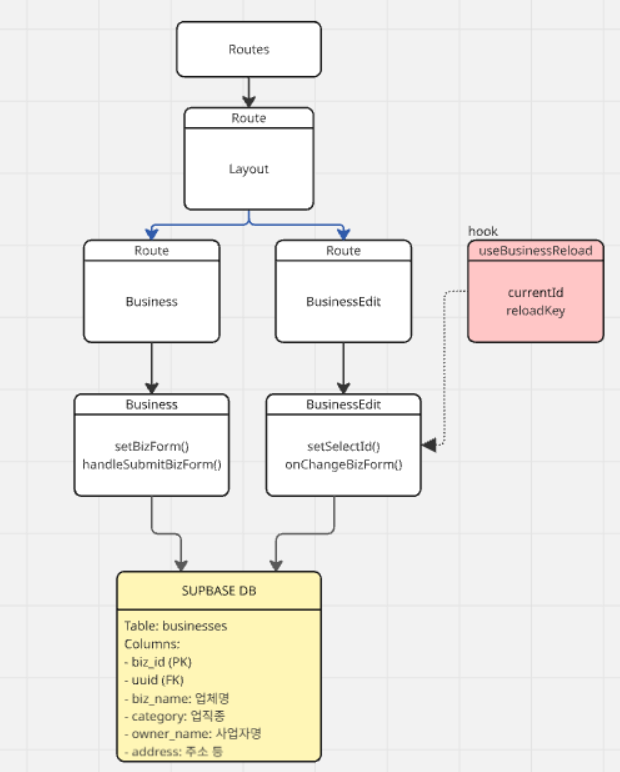 Routes
Route
Layout
Route
Business
Route
BusinessEdit
hook
useBusinessReload
currentId
reloadKey
Business
setBizForm()
handleSubmitBizForm()
BusinessEdit
setSelectId()
onChangeBizForm()
SUPBASE DB
Table: businesses
Columns:
- biz_id (PK)
- uuid (FK)
- biz_name: 업체명
- category: 업직종
- owner_name: 사업자명
- address: 주소 등